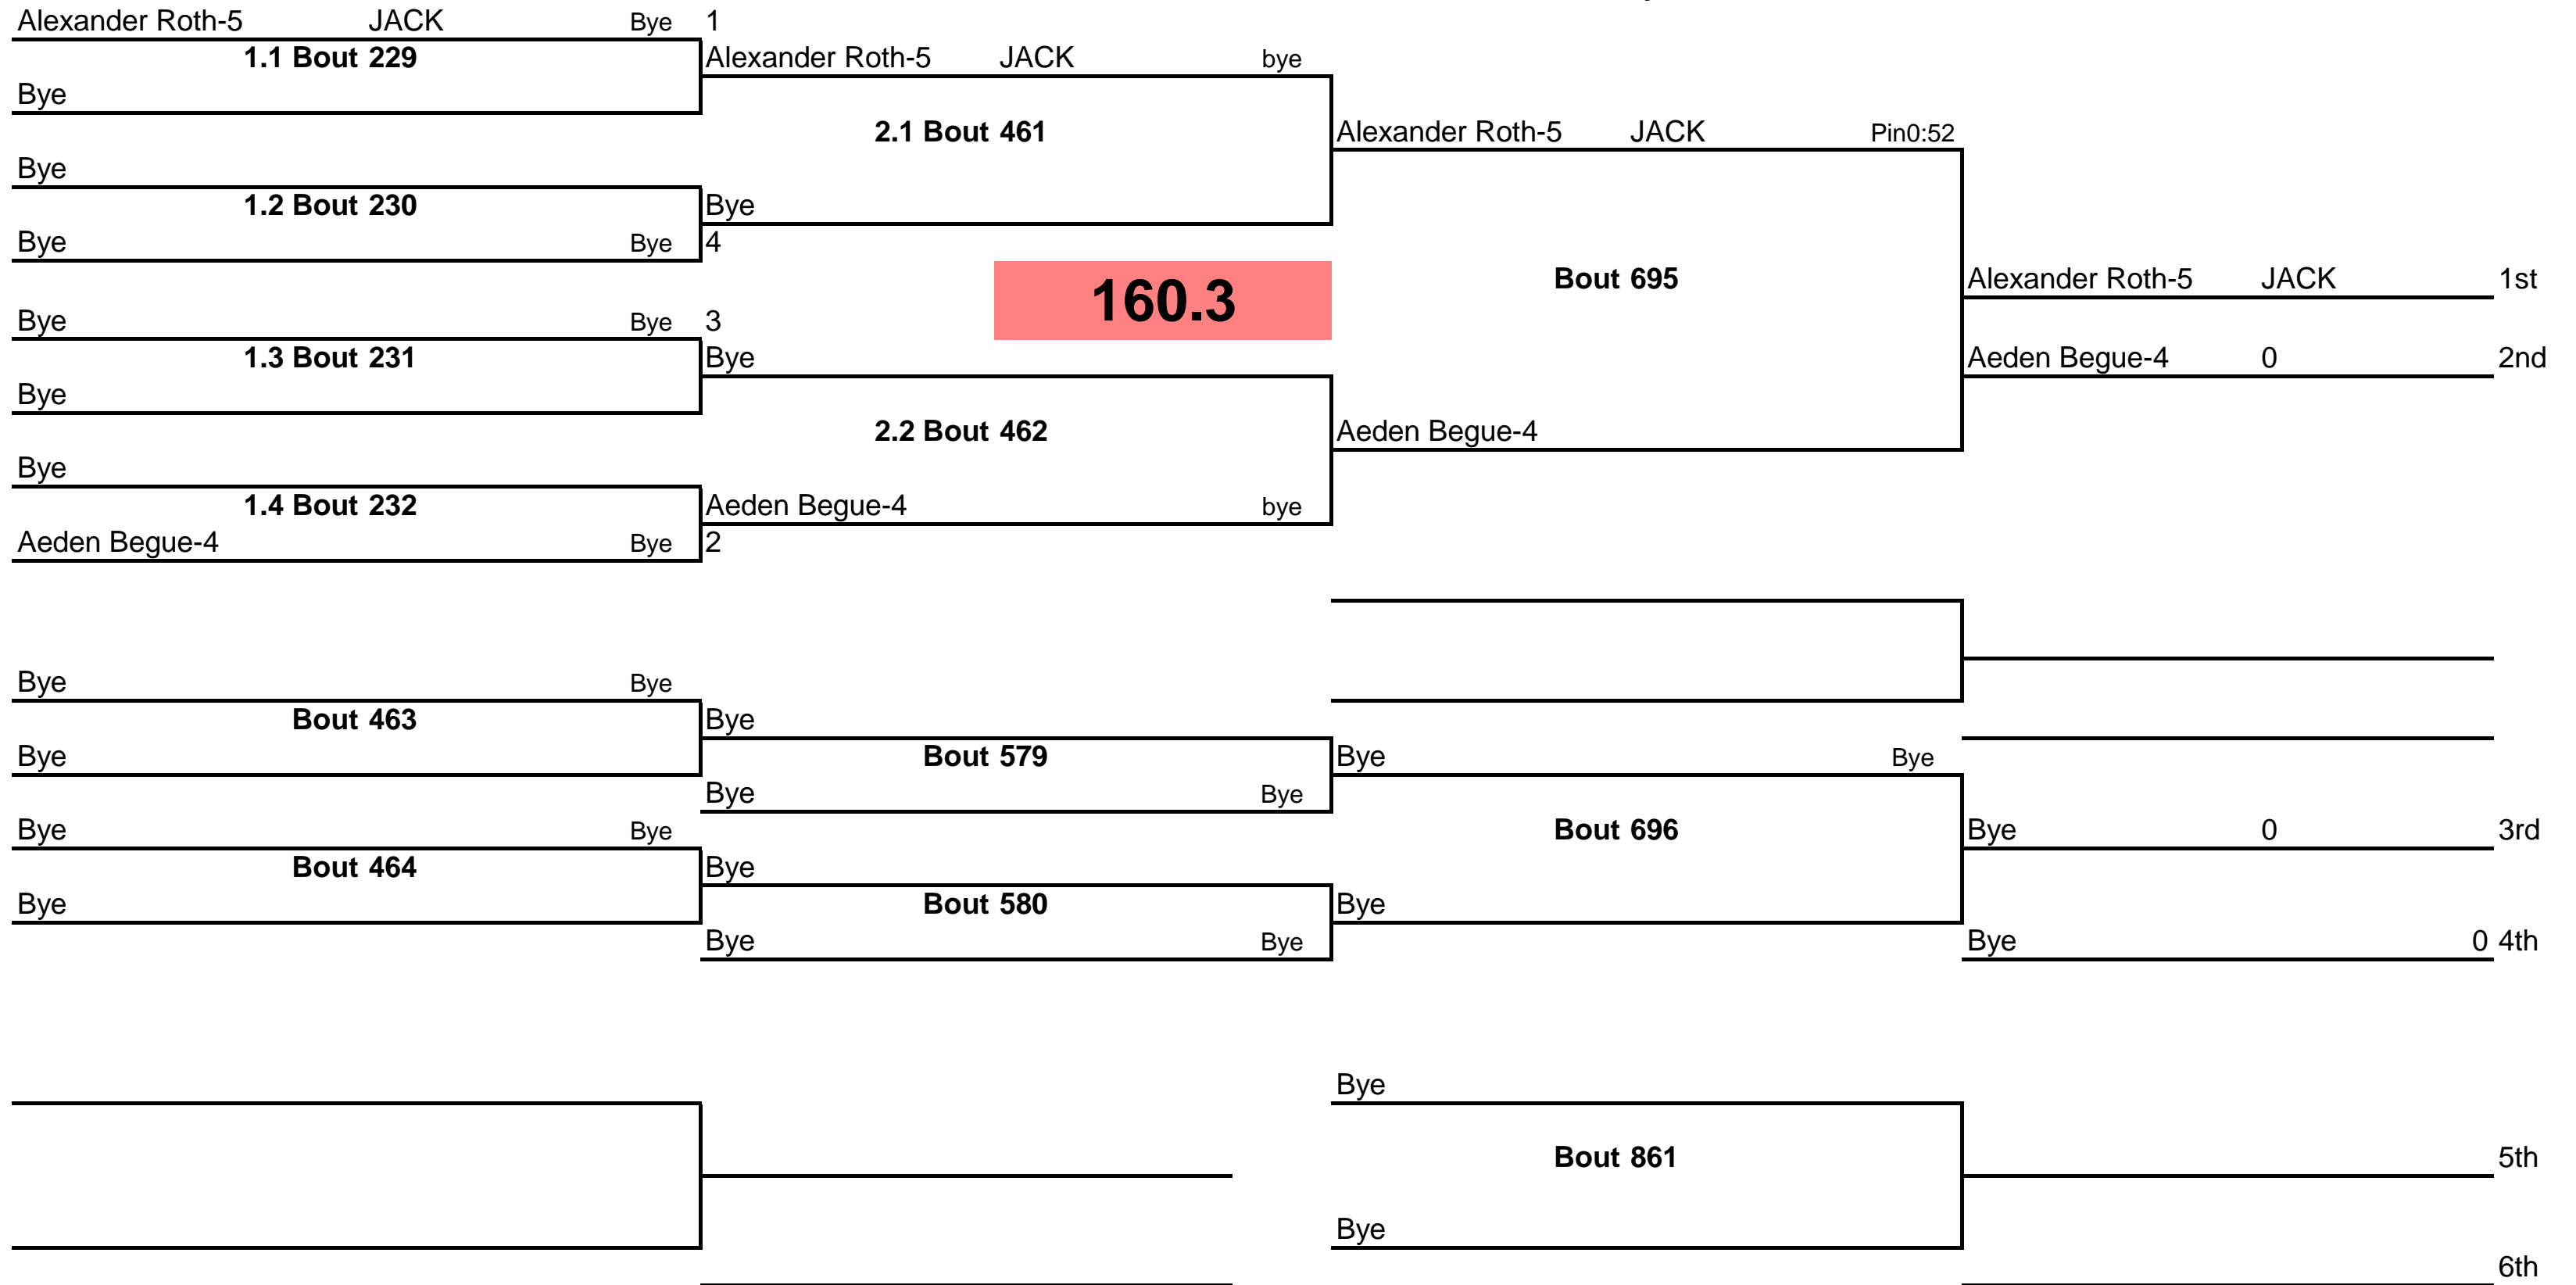 Alexander Roth-5 JACK Bye 1
1.1 Bout 229 Alexander Roth-5 JACK bye
Bye
2.1 Bout 461 Alexander Roth-5 JACK Pin0:52
Bye
1.2 Bout 230 Bye
Bye Bye 4
160.3 Bout 695 Alexander Roth-5 JACK 1st
Bye Bye 3
1.3 Bout 231 Bye Aeden Begue-4 0 2nd
Bye
2.2 Bout 462 Aeden Begue-4
Bye
1.4 Bout 232 Aeden Begue-4 bye
Aeden Begue-4 Bye 2
Bye Bye
Bout 463 Bye
Bye Bout 579 Bye Bye
Bye Bye
Bye Bye Bout 696 Bye 0 3rd
Bout 464 Bye
Bye Bout 580 Bye
Bye Bye Bye 0 4th
Bye
Bout 861 5th
Bye
6th